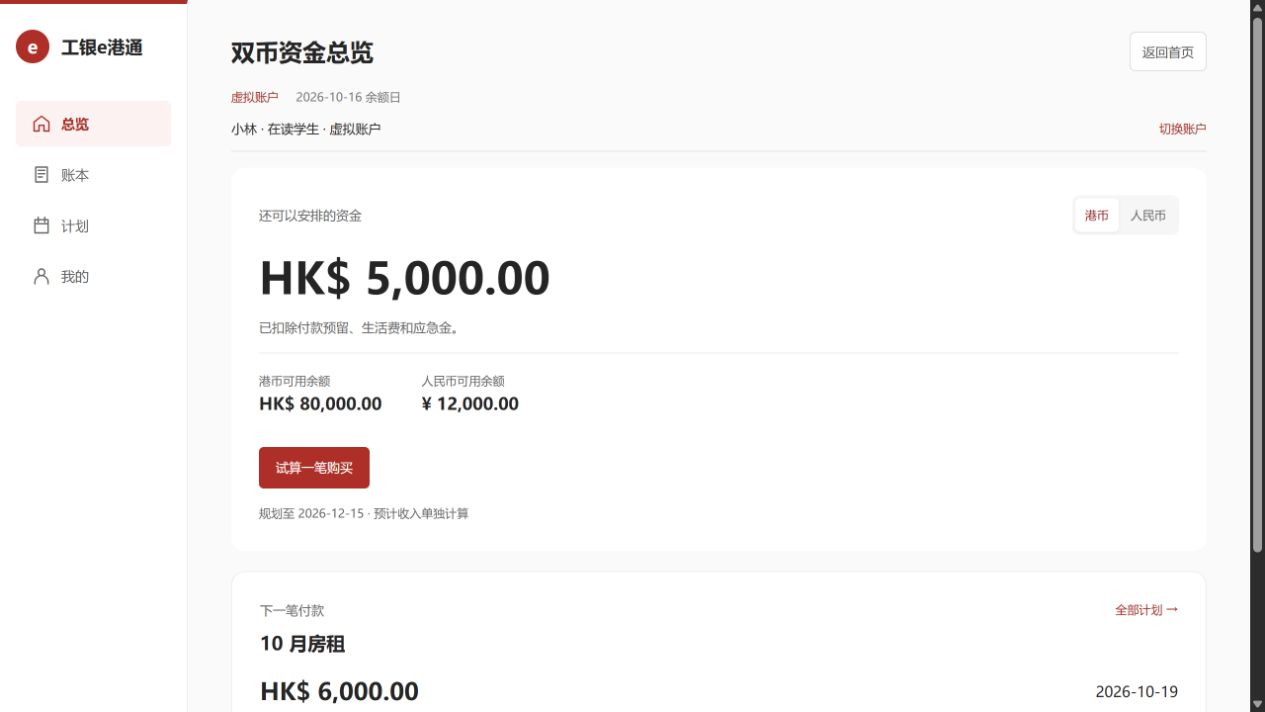 e 工银e港通
总览
账本
计划
我的
双币资金总览
返回首页
虚拟账户 2026-10-16 余额日
小林 · 在读学生 · 虚拟账户
切换账户
还可以安排的资金
港币 人民币
HK$ 5,000.00
已扣除付款预留、生活费和应急金。
港币可用余额 人民币可用余额
HK$ 80,000.00 ¥ 12,000.00
试算一笔购买
规划至 2026-12-15 · 预计收入单独计算
下一笔付款
全部计划 →
10 月房租
HK$ 6,000.00
2026-10-19